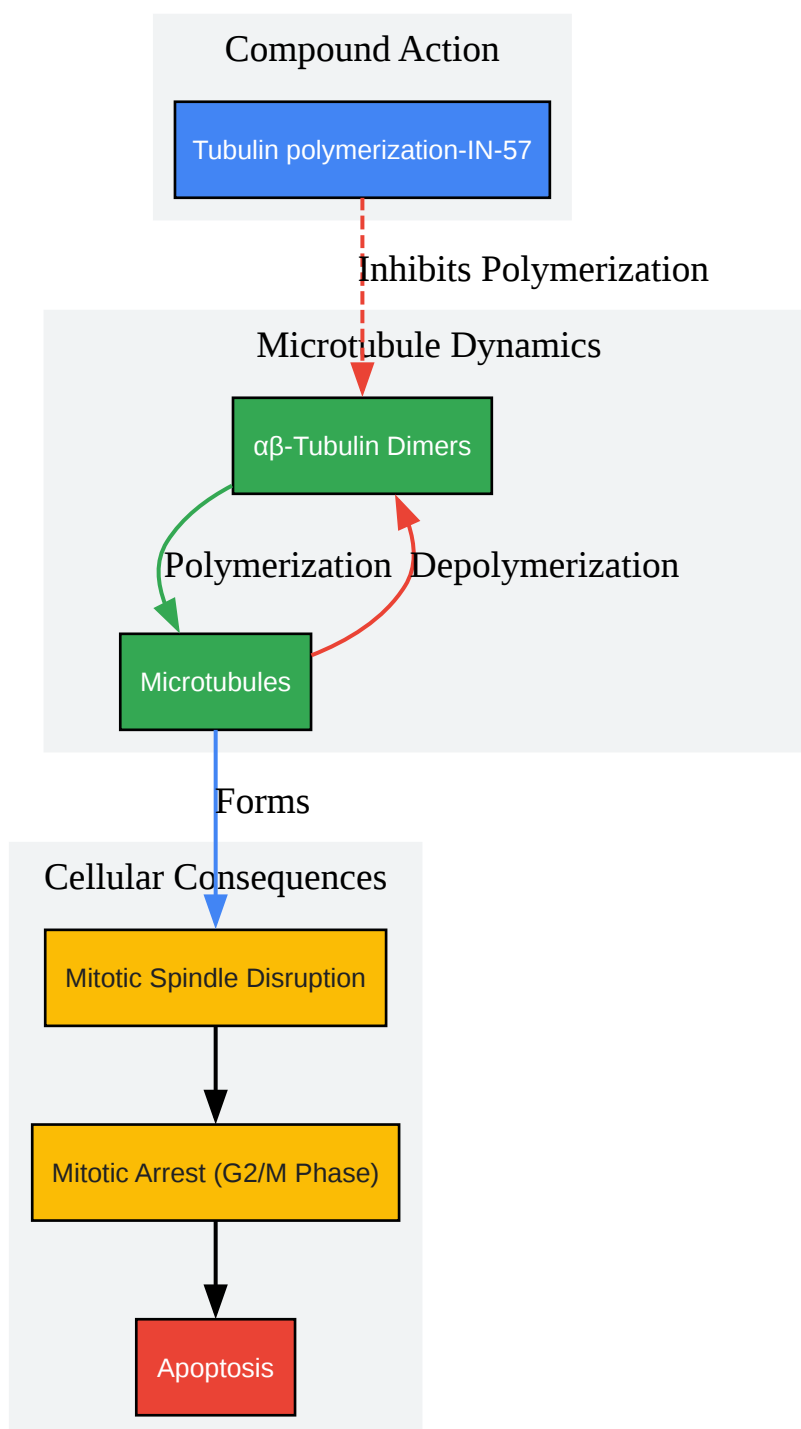 Compound Action
Tubulin polymerization-IN-57
Inhibits Polymerization
Microtubule Dynamics
αβ-Tubulin Dimers
Polymerization
Depolymerization
Microtubules
Forms
Cellular Consequences
Mitotic Spindle Disruption
Mitotic Arrest (G2/M Phase)
Apoptosis